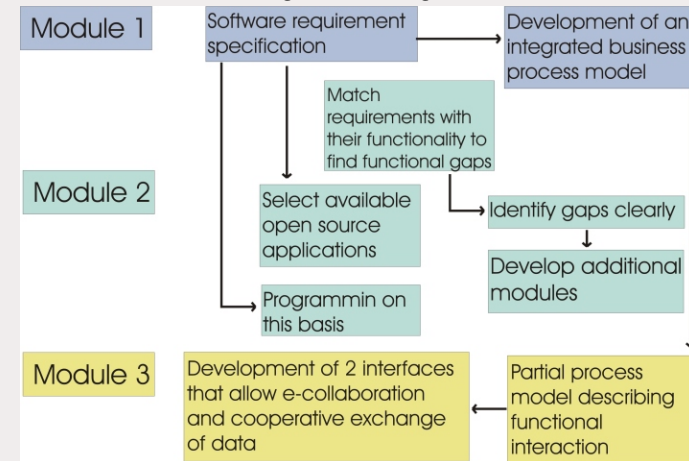 Module 1
Software requirement
specification
Development of an
integrated business
process model
Match
requirements with
their functionality to
find functional gaps
Module 2
Select available
open source
applications
Identify gaps clearly
Develop additional
modules
Programmin on
this basis
Module 3
Development of 2 interfaces
that allow e-collaboration
and cooperative exchange
of data
Partial process
model describing
functional
interaction